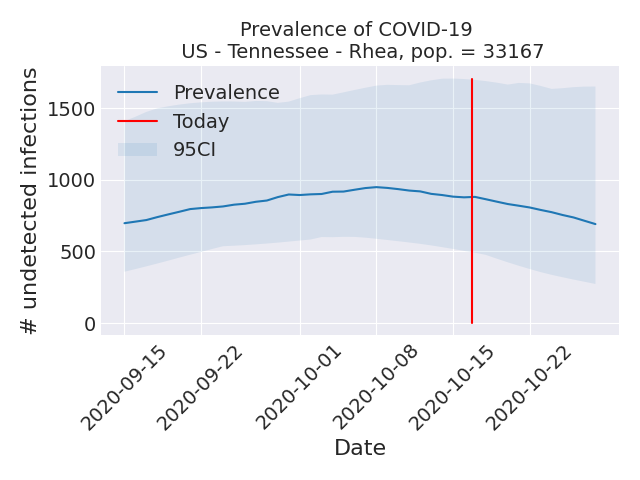 Prevalence of COVID-19
US - Tennessee - Rhea, pop. = 33167
# undetected infections
1500
1000
500
0
Prevalence
Today
95CI
2020-09-15
2020-09-22
2020-10-01
2020-10-08
2020-10-15
2020-10-22
Date